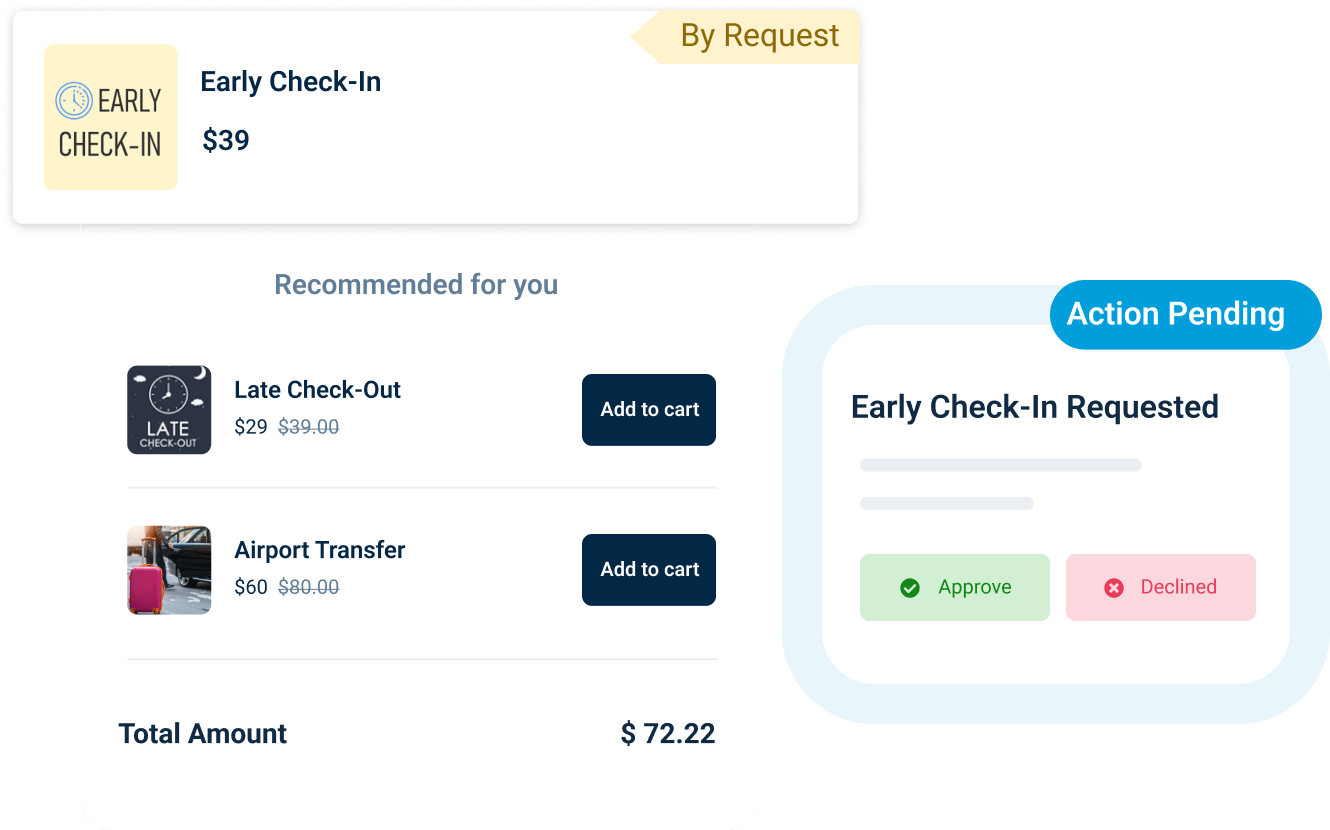 By Request
EARLY
CHECK-IN
Early Check-In
$39
Recommended for you
LATE
CHECK-OUT
Late Check-Out
$29 $39.00
Add to cart
Airport Transfer
$60 $80.00
Add to cart
Total Amount
$ 72.22
Action Pending
Early Check-In Requested
Approve
Declined